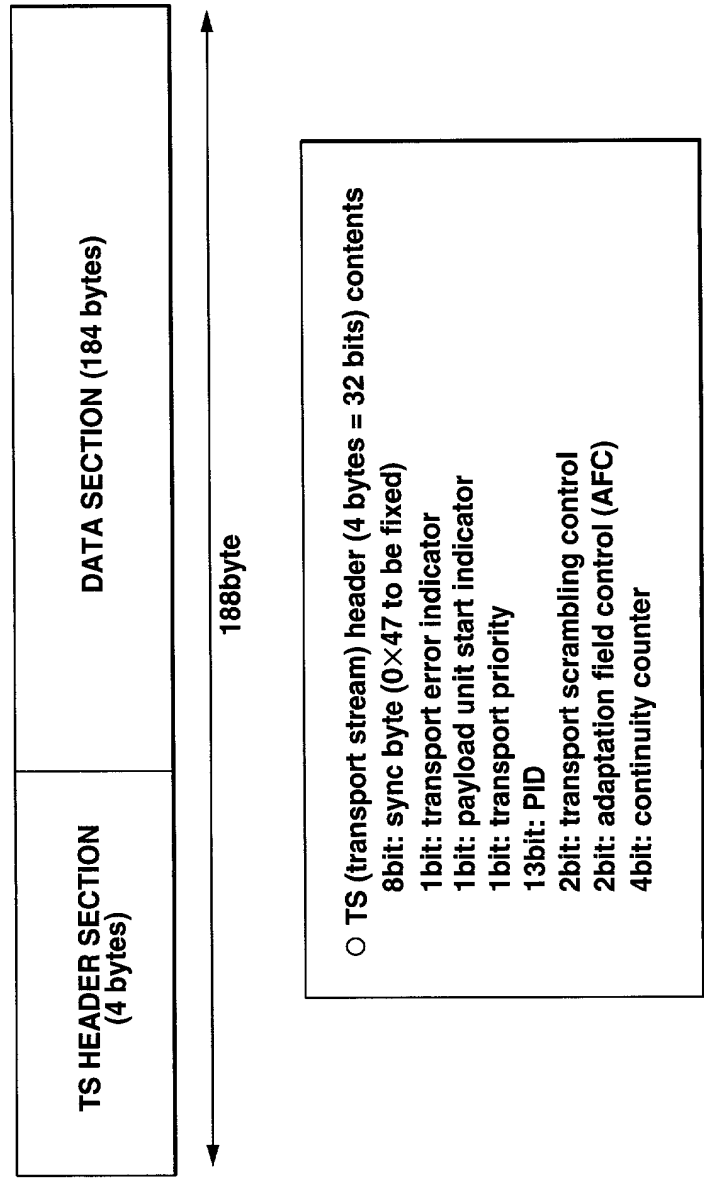 TS HEADER SECTION
(4 bytes)
DATA SECTION (184 bytes)
188byte
○ TS (transport stream) header (4 bytes = 32 bits) contents
8bit: sync byte (0×47 to be fixed)
1bit: transport error indicator
1bit: payload unit start indicator
1bit: transport priority
13bit: PID
2bit: transport scrambling control
2bit: adaptation field control (AFC)
4bit: continuity counter